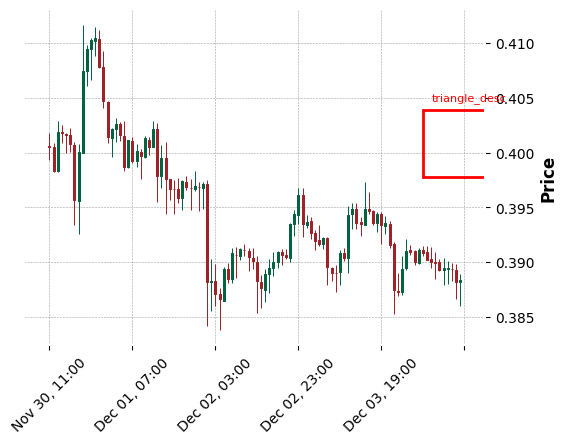 0.410
triangle_desc
0.405
0.400
Price
0.395
0.390
0.385
Nov 30, 11:00
Dec 01, 07:00
Dec 02, 03:00
Dec 02, 23:00
Dec 03, 19:00